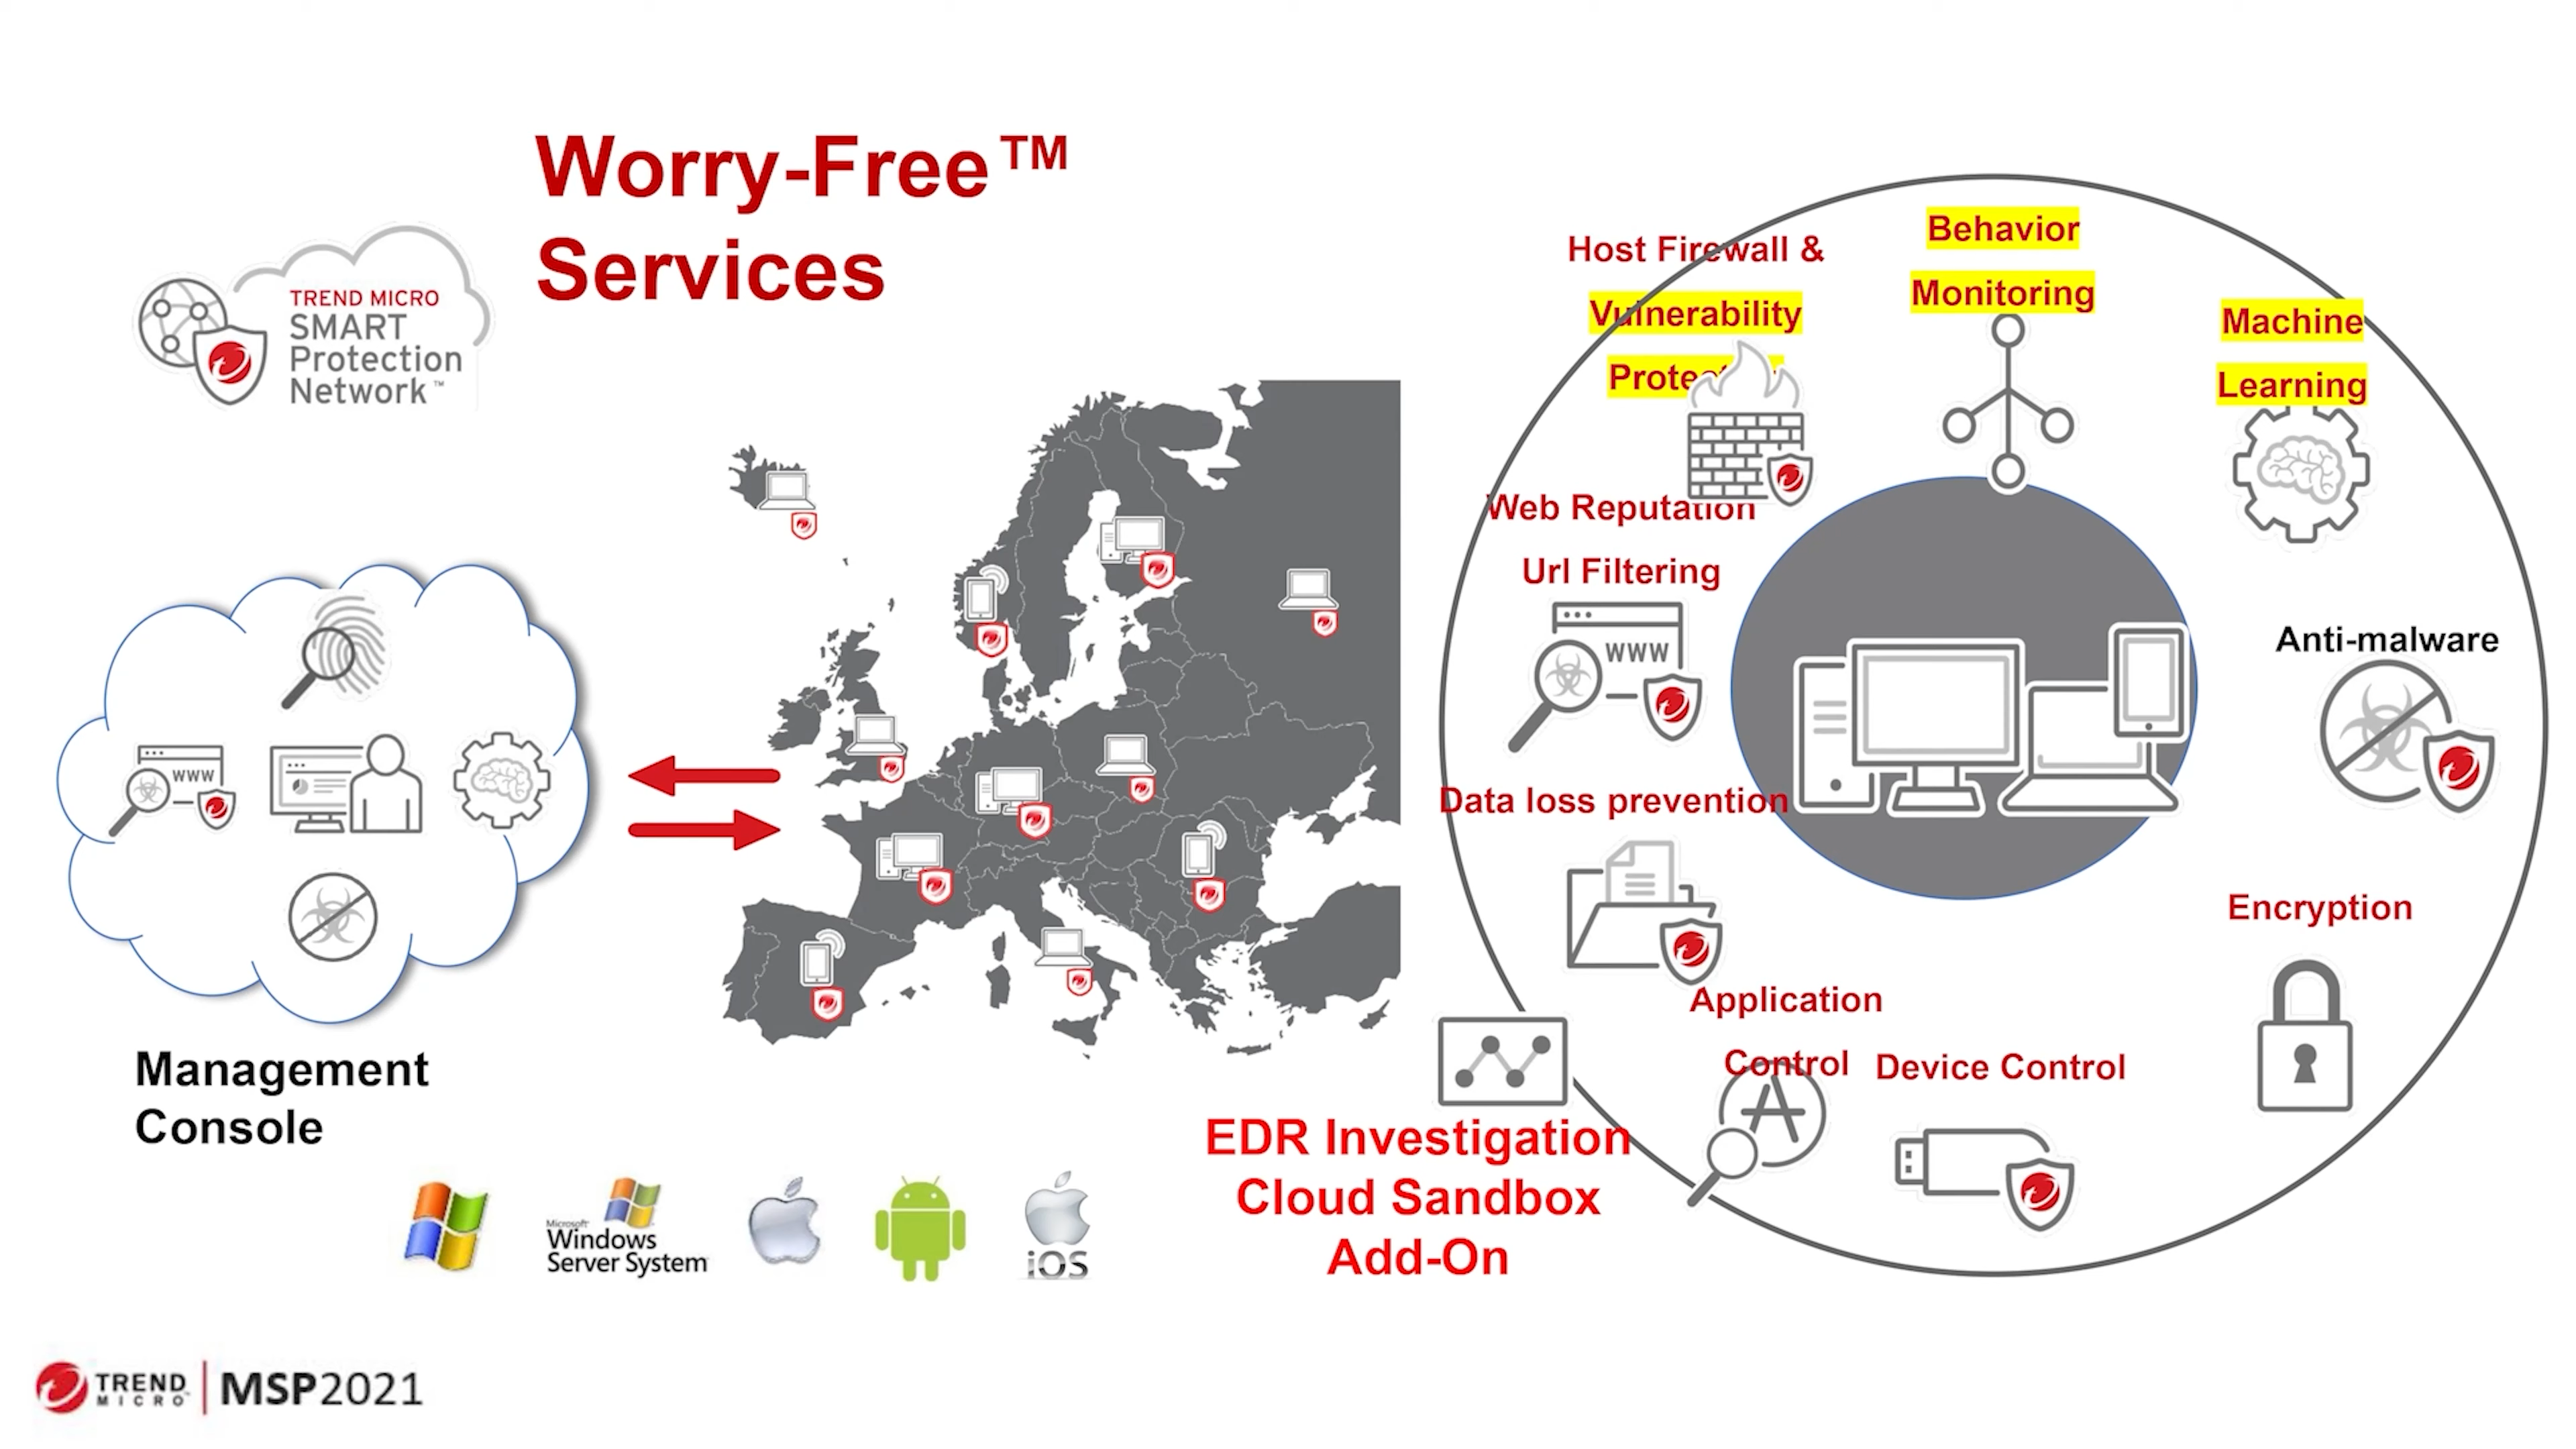 Worry-Free™
Services
TREND MICRO
SMART
Protection
Network™
Management
Console
WWW
Microsoft
Windows
Server System
iOS
EDR Investigation
Cloud Sandbox
Add-On
Host Firewall &
Vulnerability
Behavior
Monitoring
Machine
Learning
Web Reputation
Url Filtering
WWW
Anti-malware
Data loss prevention
Encryption
Application
Control
Device Control
TREND
MICRO
MSP2021